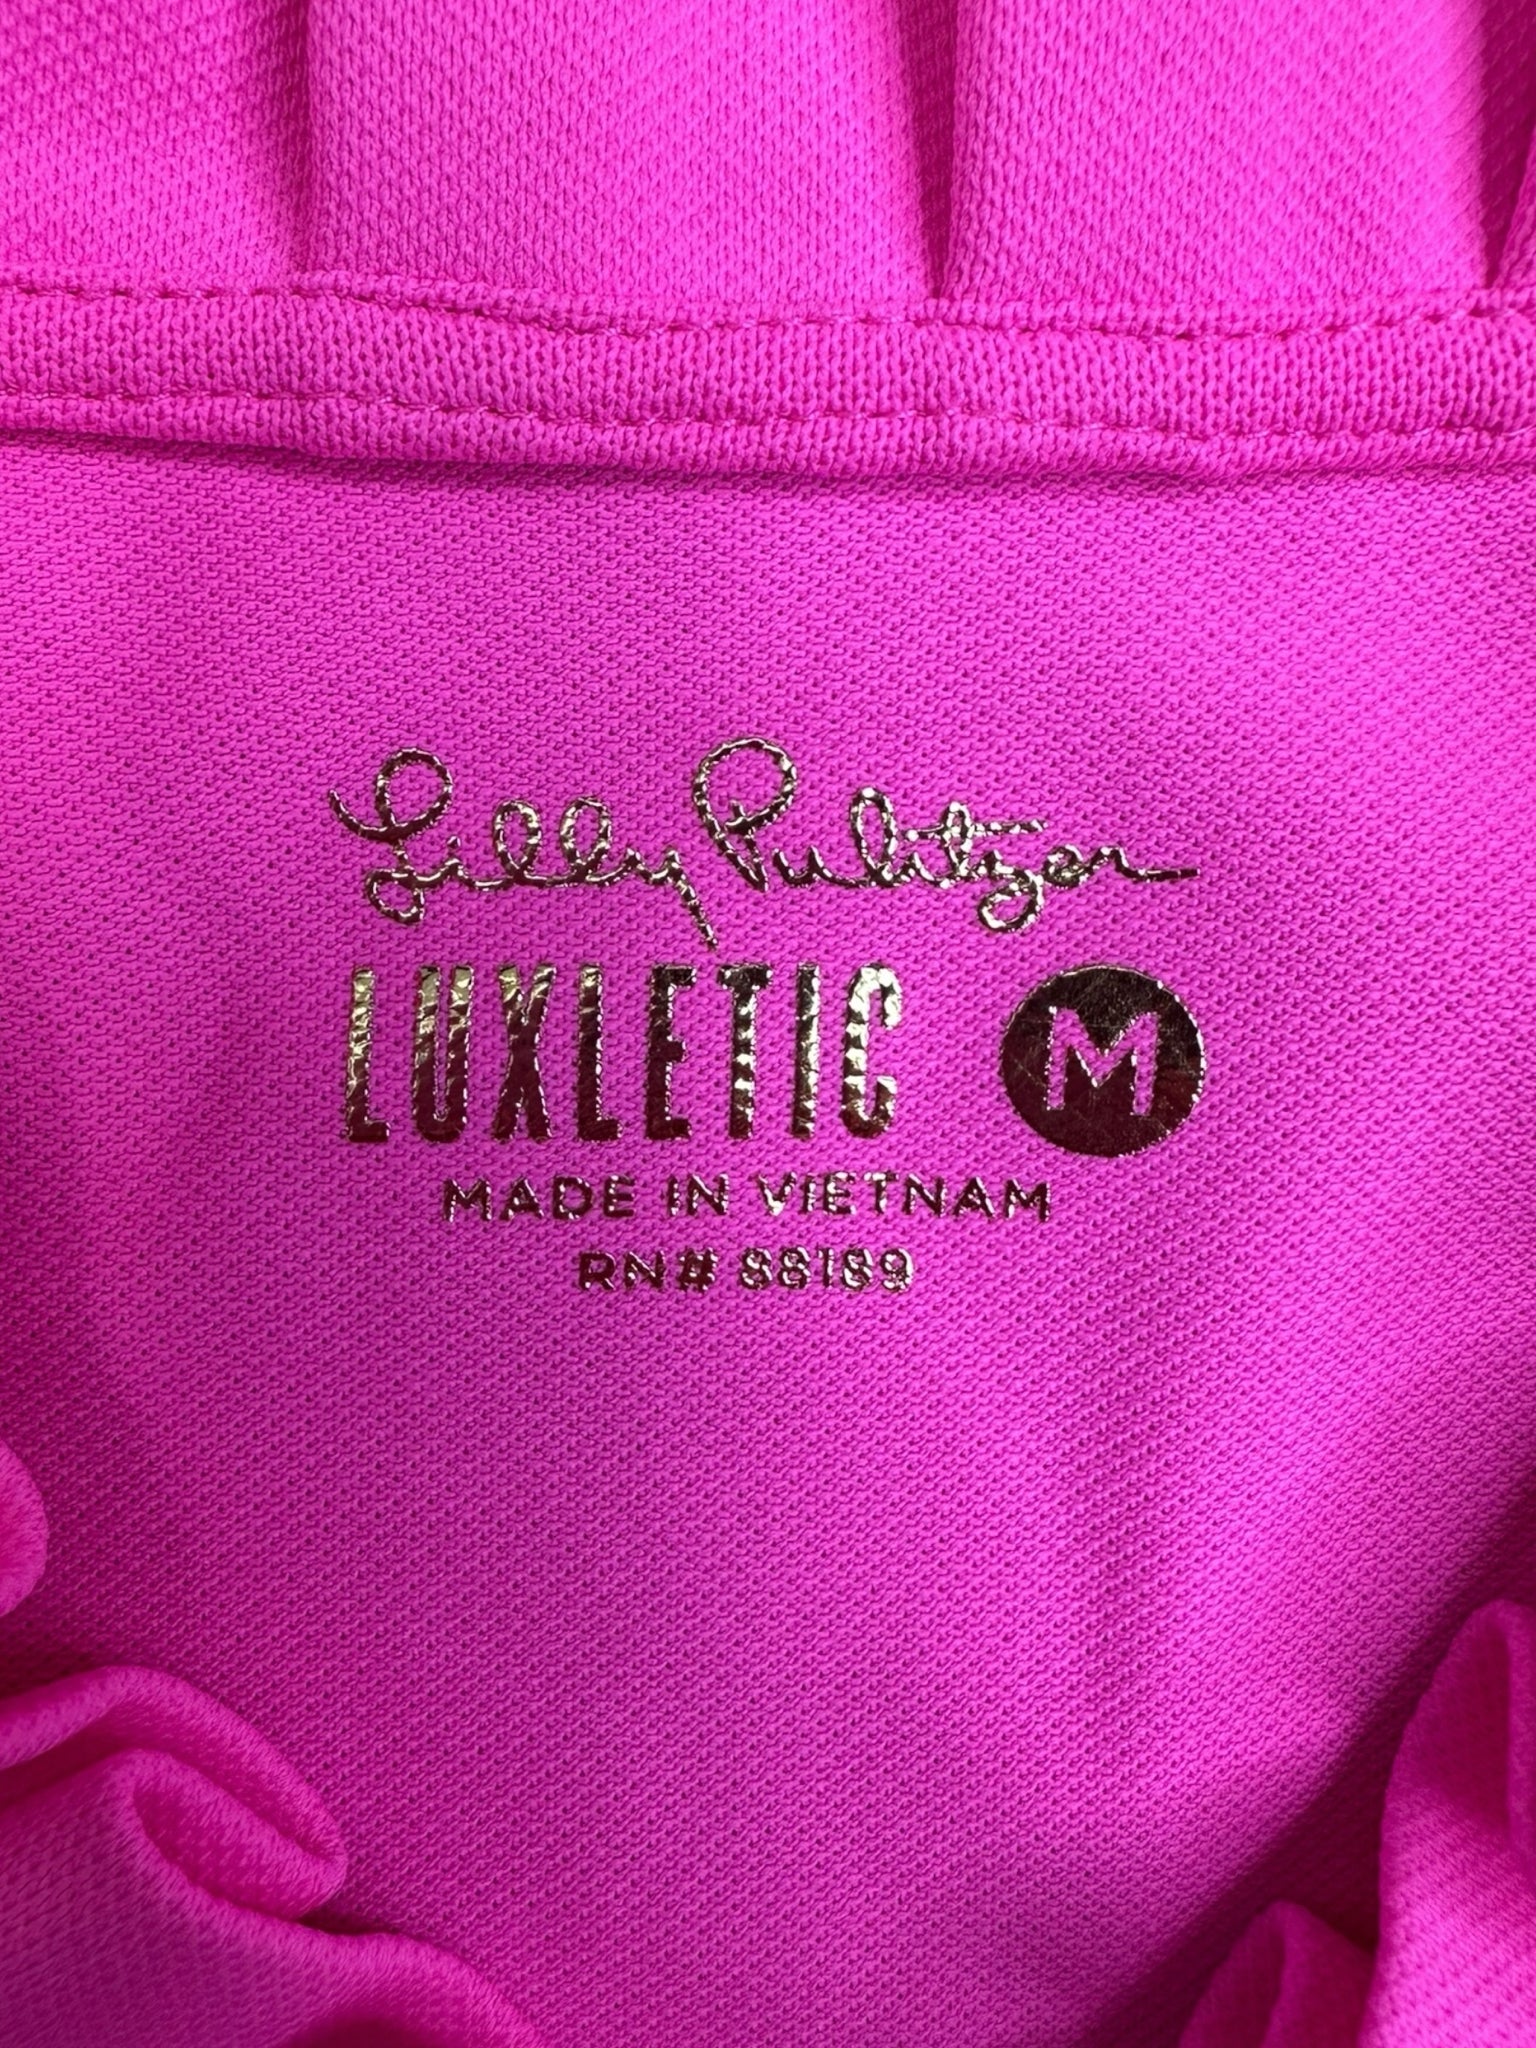 Lilly Pulitzer
LUXLETIC M
MADE IN VIETNAM
RN# 88189